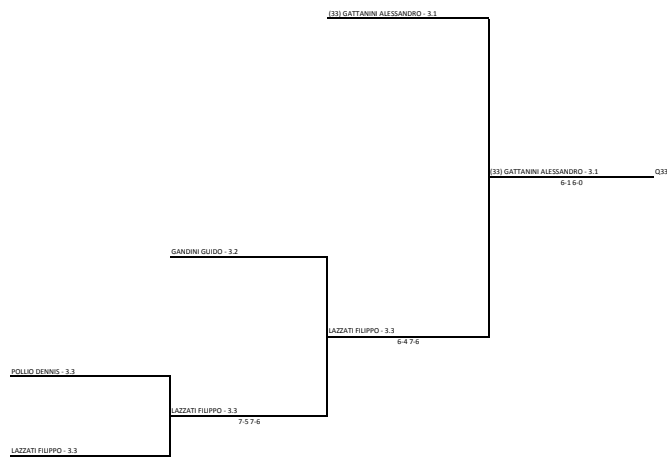 (33) GATTANINI ALESSANDRO - 3.1
(33) GATTANINI ALESSANDRO - 3.1
Q33
6-1 6-0
GANDINI GUIDO - 3.2
LAZZATI FILIPPO - 3.3
6-4 7-6
POLLIO DENNIS - 3.3
LAZZATI FILIPPO - 3.3
7-5 7-6
LAZZATI FILIPPO - 3.3